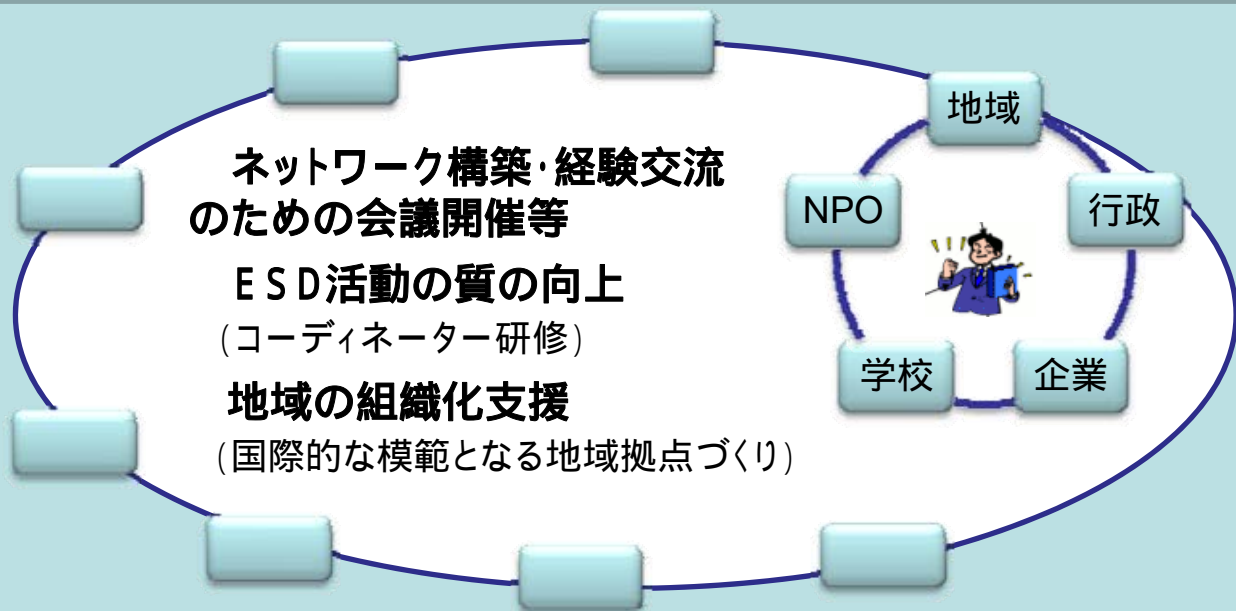 ネットワーク構築・経験交流
のための会議開催等
ESD活動の質の向上
(コーディネーター研修)
地域の組織化支援
(国際的な模範となる地域拠点づくり)
地域
NPO
行政
学校
企業